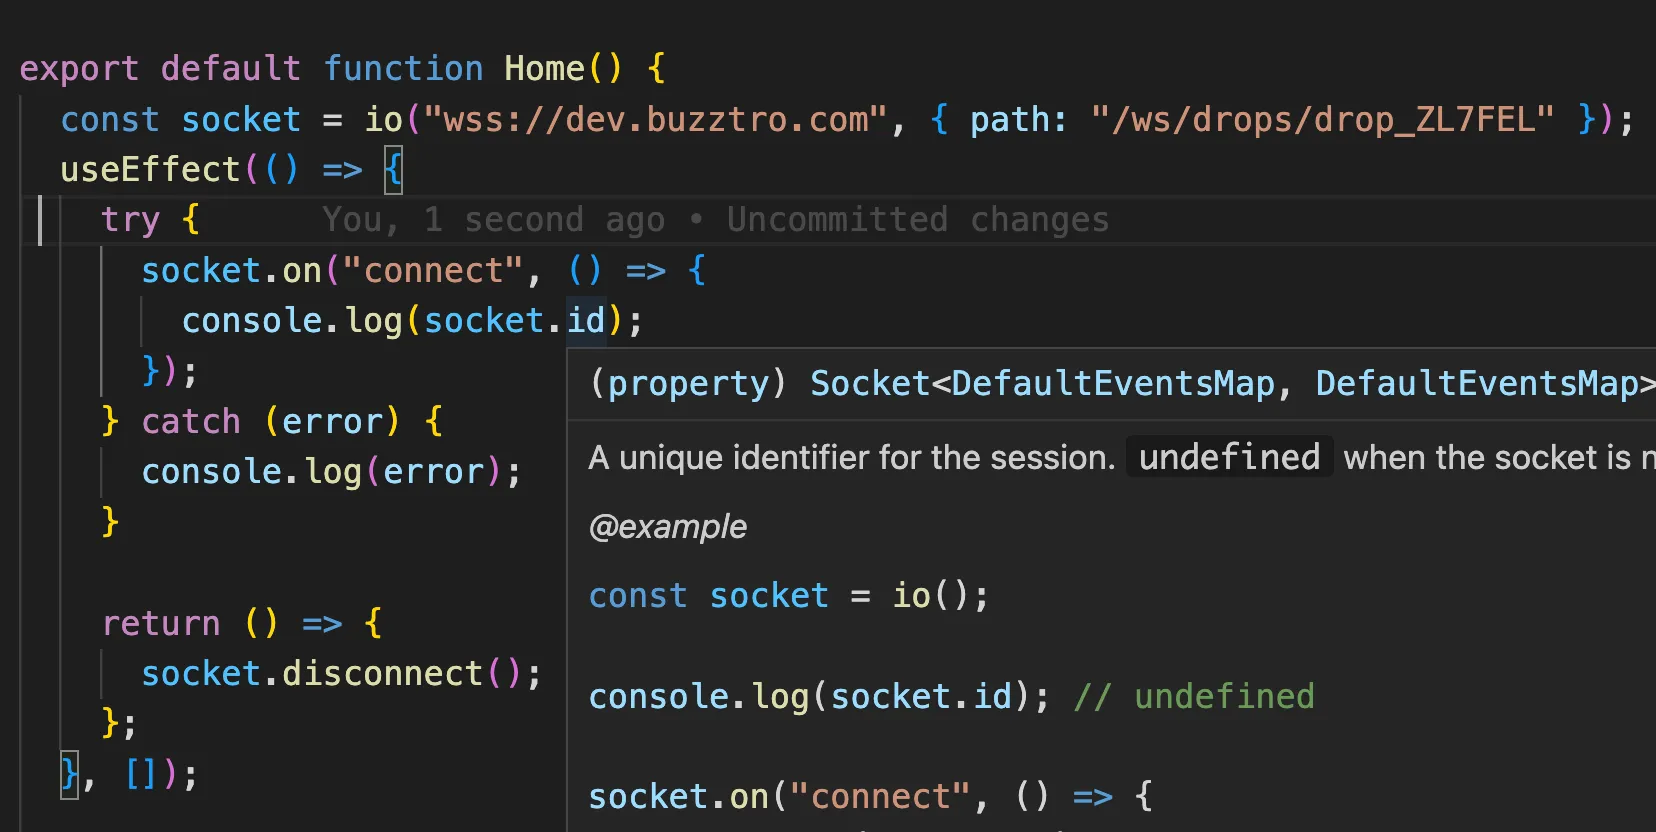 export default function Home() {
const socket = io("wss://dev.buzztro.com", { path: "/ws/drops/drop_ZL7FEL" });
useEffect(() => {
try { You, 1 second ago • Uncommitted changes
socket.on("connect", () => {
console.log(socket.id);
});
} catch (error) {
console.log(error);
}
return () => {
socket.disconnect();
};
}, []);
(property) Socket<DefaultEventsMap, DefaultEventsMap>
A unique identifier for the session. undefined when the socket is
@example
const socket = io();
console.log(socket.id); // undefined
socket.on("connect", () => {